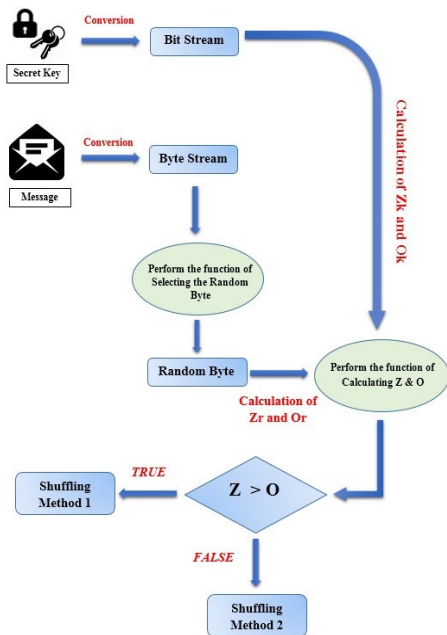 Conversion
Bit Stream
Secret Key
Conversion
Byte Stream
Message
Calculation of Zk and Ok
Perform the function of
Selecting the Random
Byte
Random Byte
Perform the function of
Calculating Z & O
Calculation of
Zr and Or
TRUE
Shuffling
Method 1
Z > O
FALSE
Shuffling
Method 2